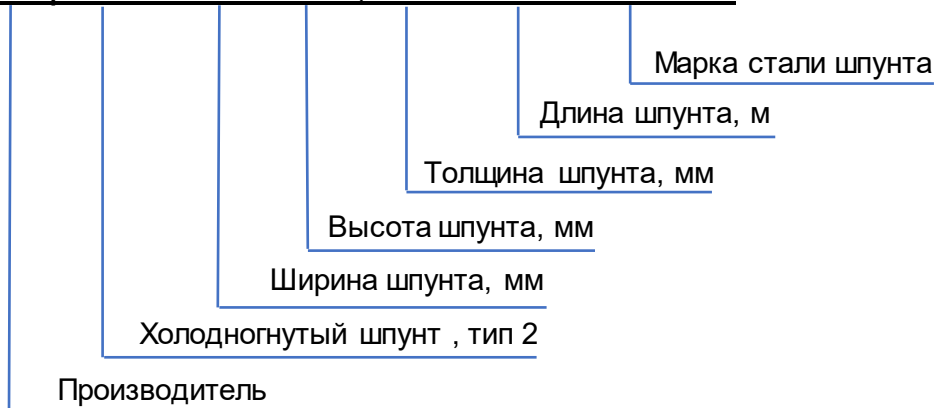 Марка стали шпунта
Длина шпунта, м
Толщина шпунта, мм
Высота шпунта, мм
Ширина шпунта, мм
Холодногнутый шпунт , тип 2
Производитель